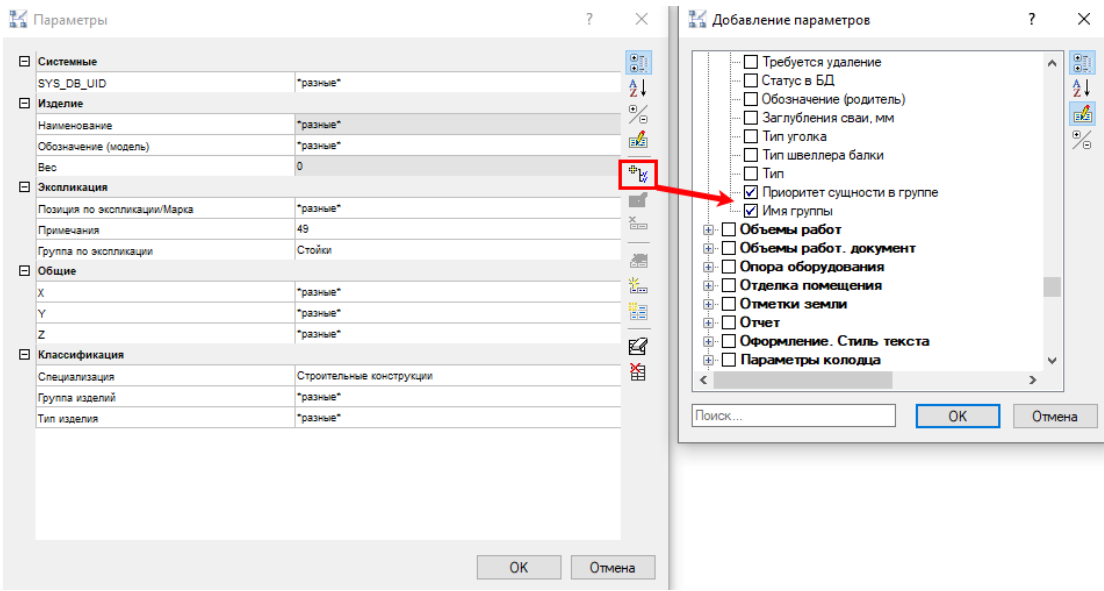 Параметры
Системные
SYS_DB_UID *разные*
Изделие
Наименование *разные*
Обозначение (модель) *разные*
Вес 0
Экспликация
Позиция по экспликации/Марка *разные*
Примечания 49
Группа по экспликации Стойки
Общие
X *разные*
Y *разные*
Z *разные*
Классификация
Специализация Строительные конструкции
Группа изделий *разные*
Тип изделия *разные*
OK Отмена
Добавление параметров
Требуется удаление
Статус в БД
Обозначение (родитель)
Заглубления сваи, мм
Тип уголка
Тип швеллера балки
Тип
Приоритет сущности в группе
Имя группы
Объемы работ
Объемы работ. документ
Опора оборудования
Отделка помещения
Отметки земли
Отчет
Оформление. Стиль текста
Параметры колодца
Поиск...
OK Отмена